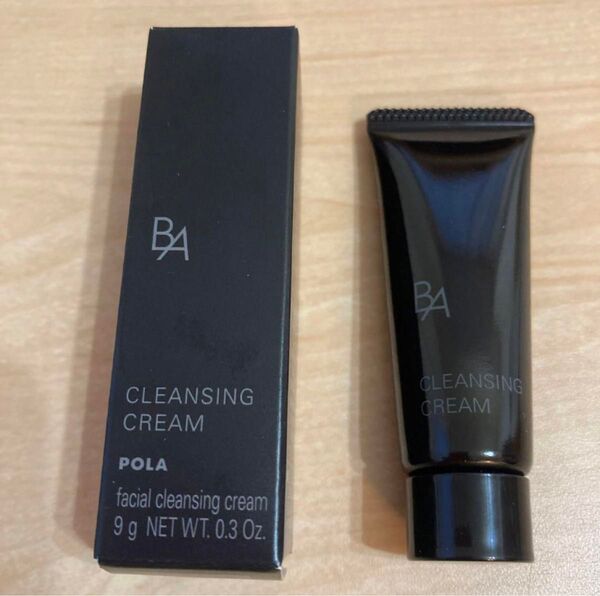 BA
CLEANSING
CREAM
POLA
facial cleansing cream
9 g NET WT. 0.3 Oz.
BA
CLEANSING
CREAM